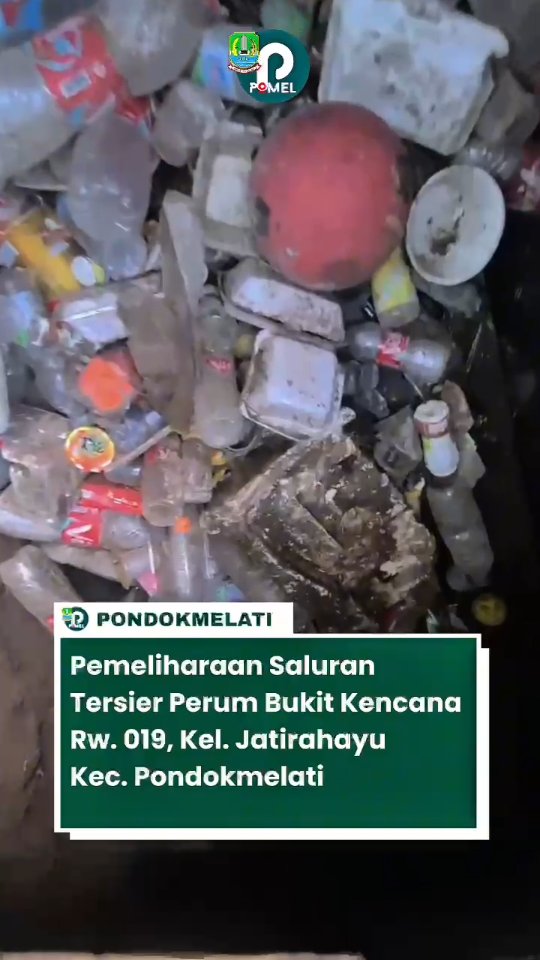 POMEL
PONDOKMELATI
Pemeliharaan Saluran
Tersier Perum Bukit Kencana
Rw. 019, Kel. Jatirahayu
Kec. Pondokmelati